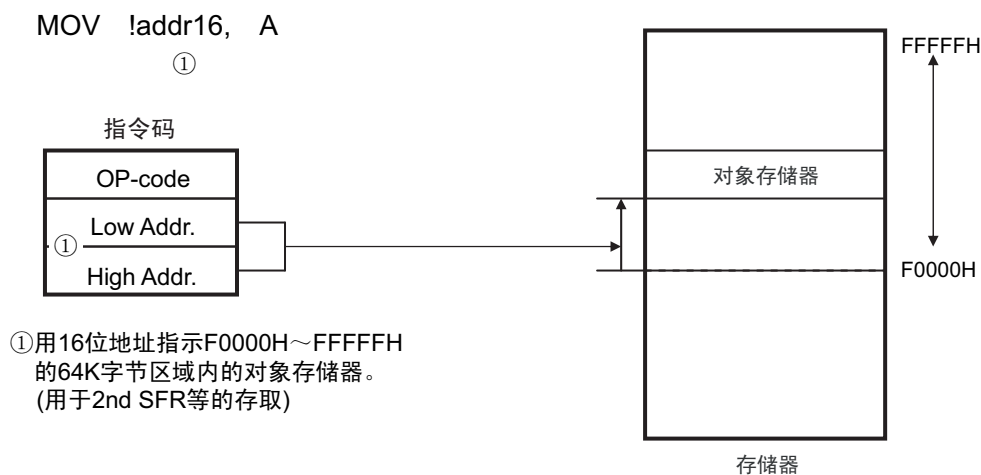 MOV !addr16, A
①
指令码
OP-code
Low Addr.
①
High Addr.
①用16位地址指示F0000H～FFFFFH
的64K字节区域内的对象存储器。
(用于2nd SFR等的存取)
FFFFFH
对象存储器
F0000H
存储器